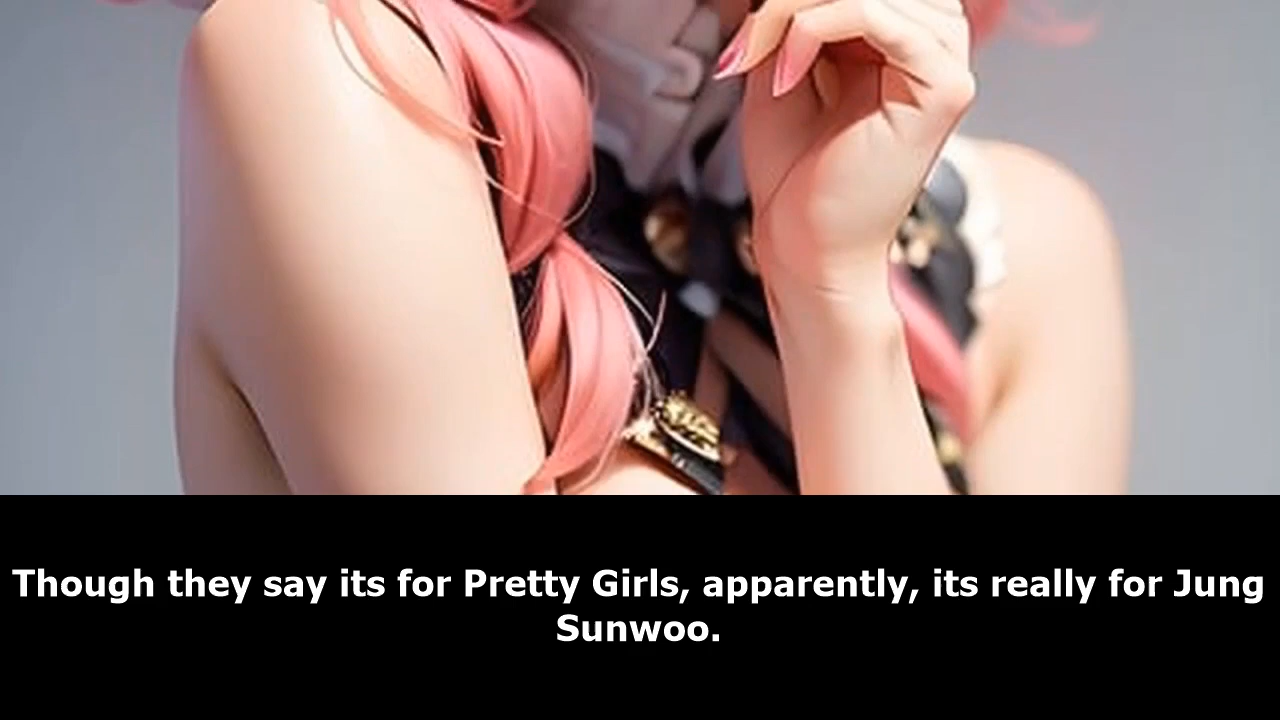 Though they say its for Pretty Girls, apparently, its really for Jung
Sunwoo.